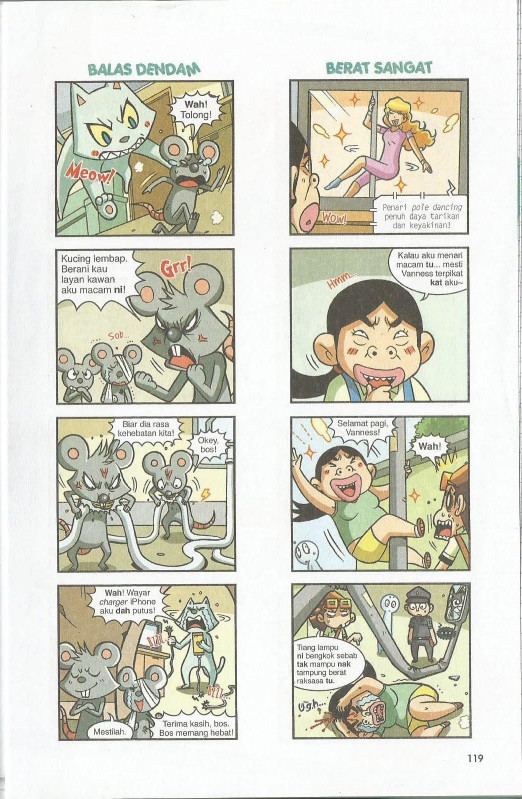 BALAS DENDAM
Wah!
Tolong!
Meow!
Kucing lembap.
Berani kau
layan kawan
aku macam ni!
Grr!
SOB...
Biar dia rasa
kehebatan kita!
Okey,
bos!
Wah! Wayar
charger iPhone
aku dah putus!
Mestilah.
Terima kasih, bos.
Bos memang hebat!
BERAT SANGAT
WOW!
Penari pole dancing
penuh daya tarikan
dan keyakinan!
Hmm...
Kalau aku menari
macam tu... mesti
Vanness terpikat
kat aku~
Selamat pagi,
Vanness!
Wah!
Tiang lampu
ni bengkok sebab
tak mampu nak
tampung berat
raksasa tu.
Ugh...
119